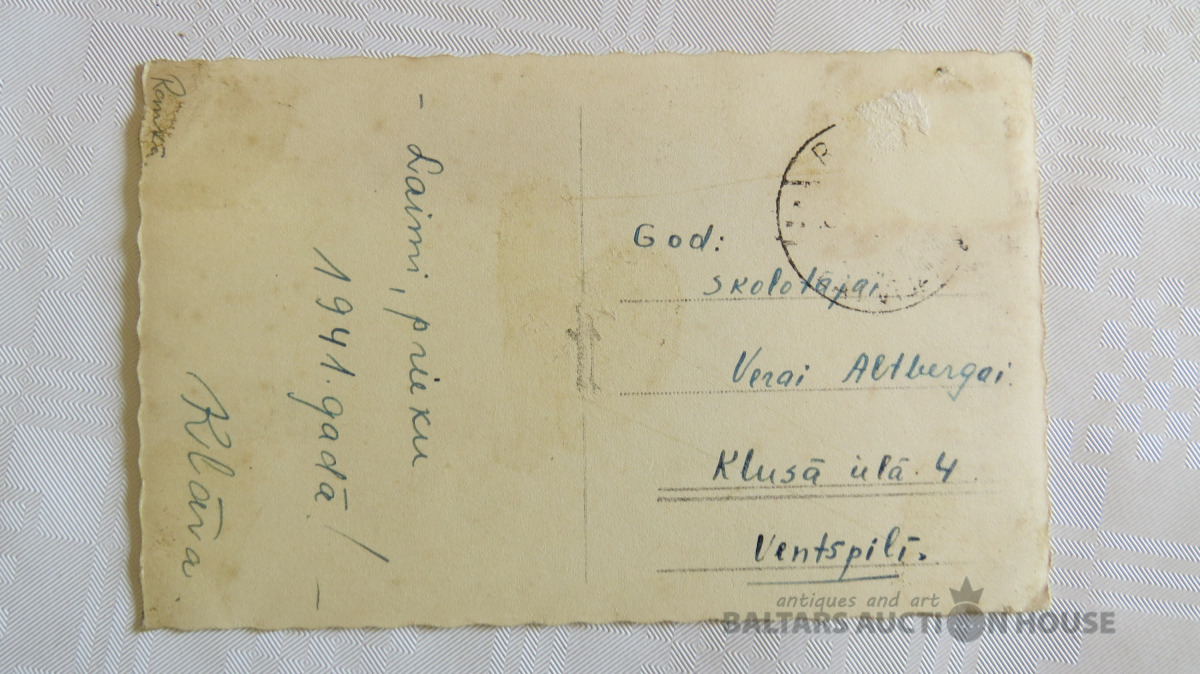 - Laimi, prieku
1941. gadā! -
Klāra.
God:
skolotājai
Verai Altbergai.
Klusā ielā 4
Ventspilī.
antiques and art
BALTARS AUCTION HOUSE